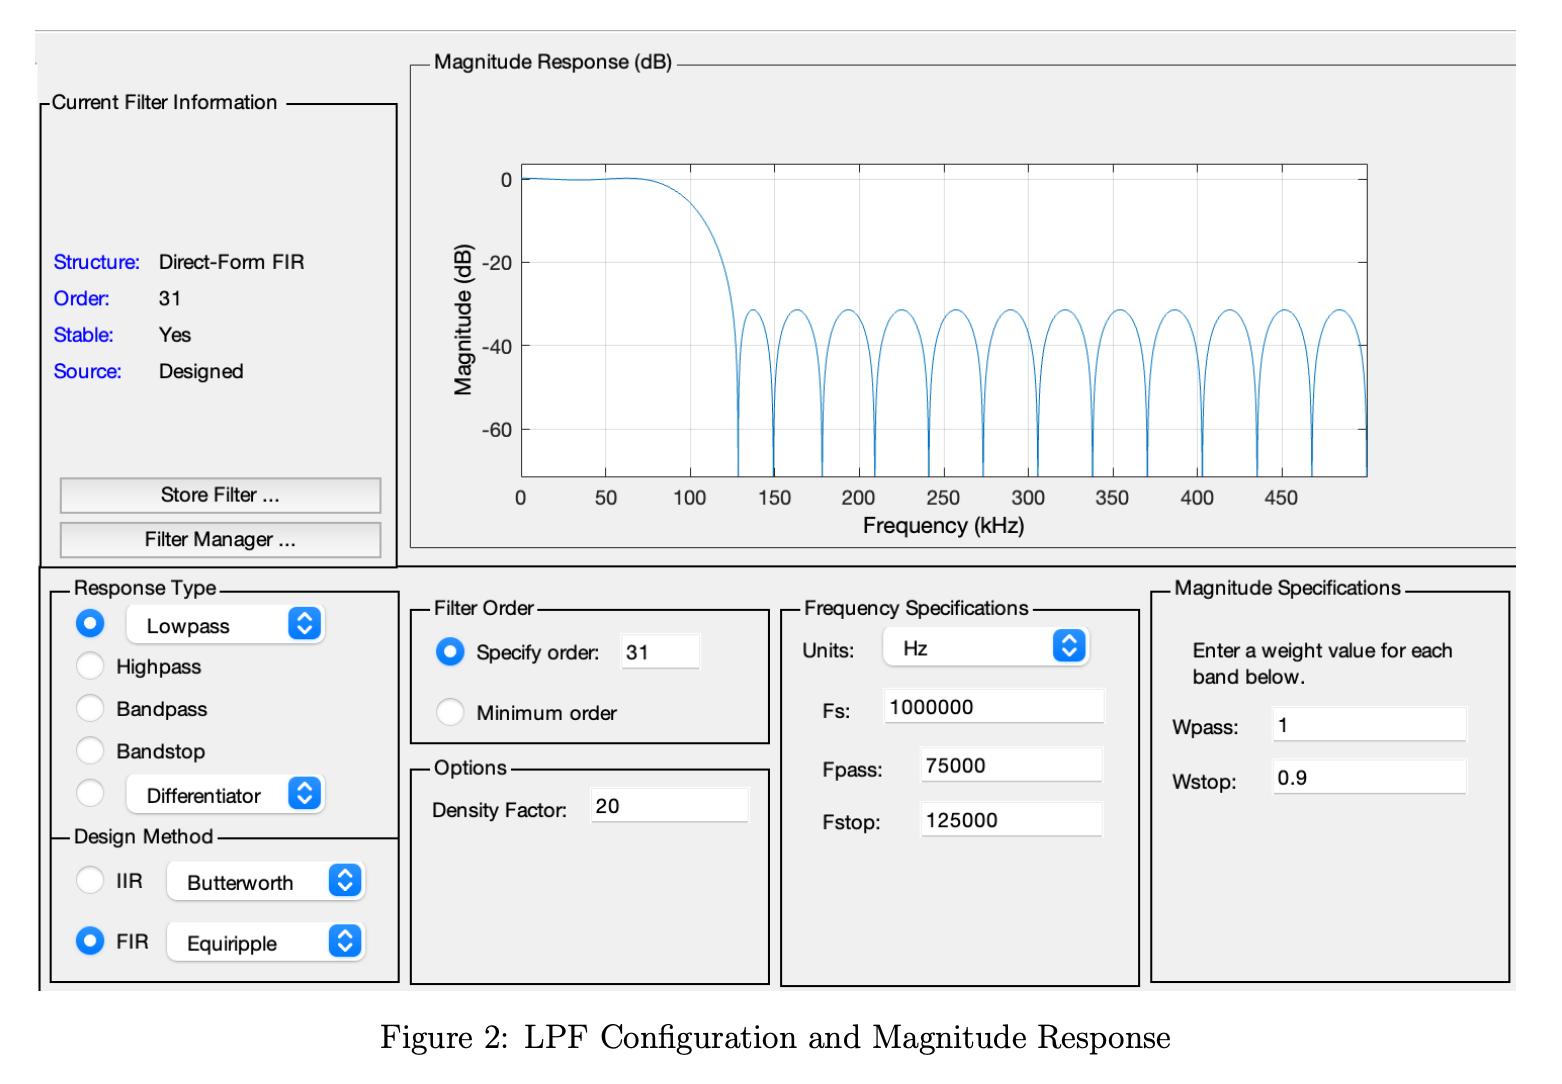 Magnitude Response (dB)
Current Filter Information
Structure: Direct-Form FIR
Order: 31
Stable: Yes
Source: Designed
Store Filter ...
Filter Manager ...
Magnitude (dB)
0
-20
-40
-60
0 50 100 150 200 250 300 350 400 450
Frequency (kHz)
Response Type
Lowpass
Highpass
Bandpass
Bandstop
Differentiator
Design Method
IIR Butterworth
FIR Equiripple
Filter Order
Specify order: 31
Minimum order
Options
Density Factor: 20
Frequency Specifications
Units: Hz
Fs: 1000000
Fpass: 75000
Fstop: 125000
Magnitude Specifications
Enter a weight value for each
band below.
Wpass: 1
Wstop: 0.9
Figure 2: LPF Configuration and Magnitude Response